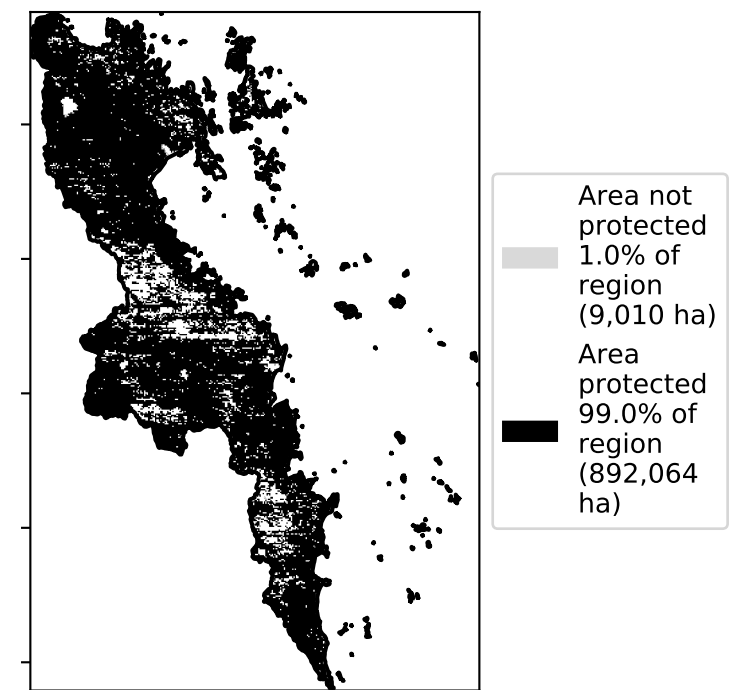 Area not
protected
1.0% of
region
(9,010 ha)
Area
protected
99.0% of
region
(892,064
ha)